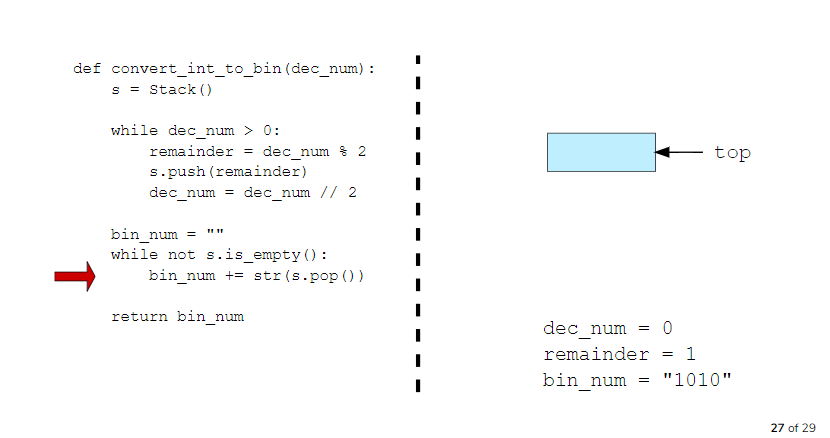 def convert_int_to_bin(dec_num):
    s = Stack()
    while dec_num > 0:
        remainder = dec_num % 2
        s.push(remainder)
        dec_num = dec_num // 2
    bin_num = ""
    while not s.is_empty():
        bin_num += str(s.pop())
    return bin_num
top
dec_num = 0
remainder = 1
bin_num = "1010"
27 of 29